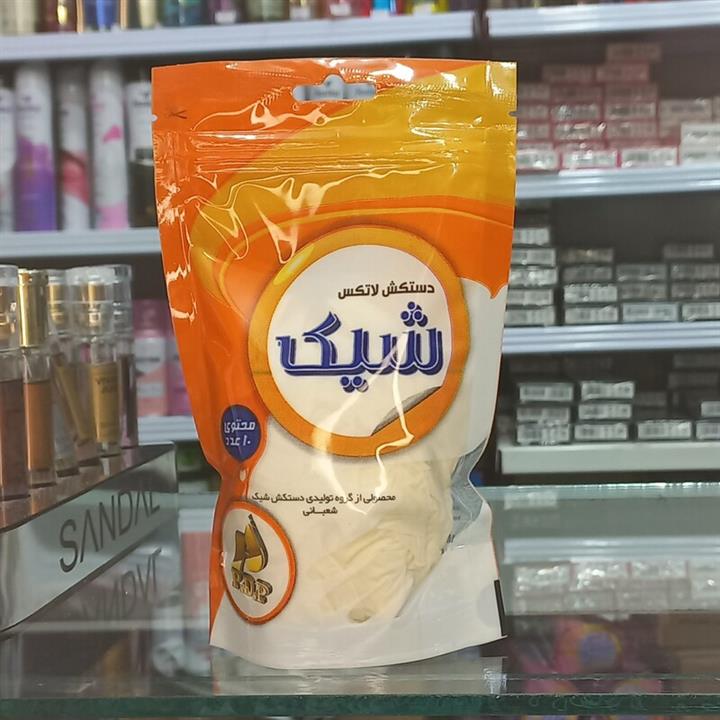 دستکش لاتکس
شیک
محتوی
۱۰ عدد
محصولی از گروه تولیدی دستکش شیک
شعبانی
SANDAL